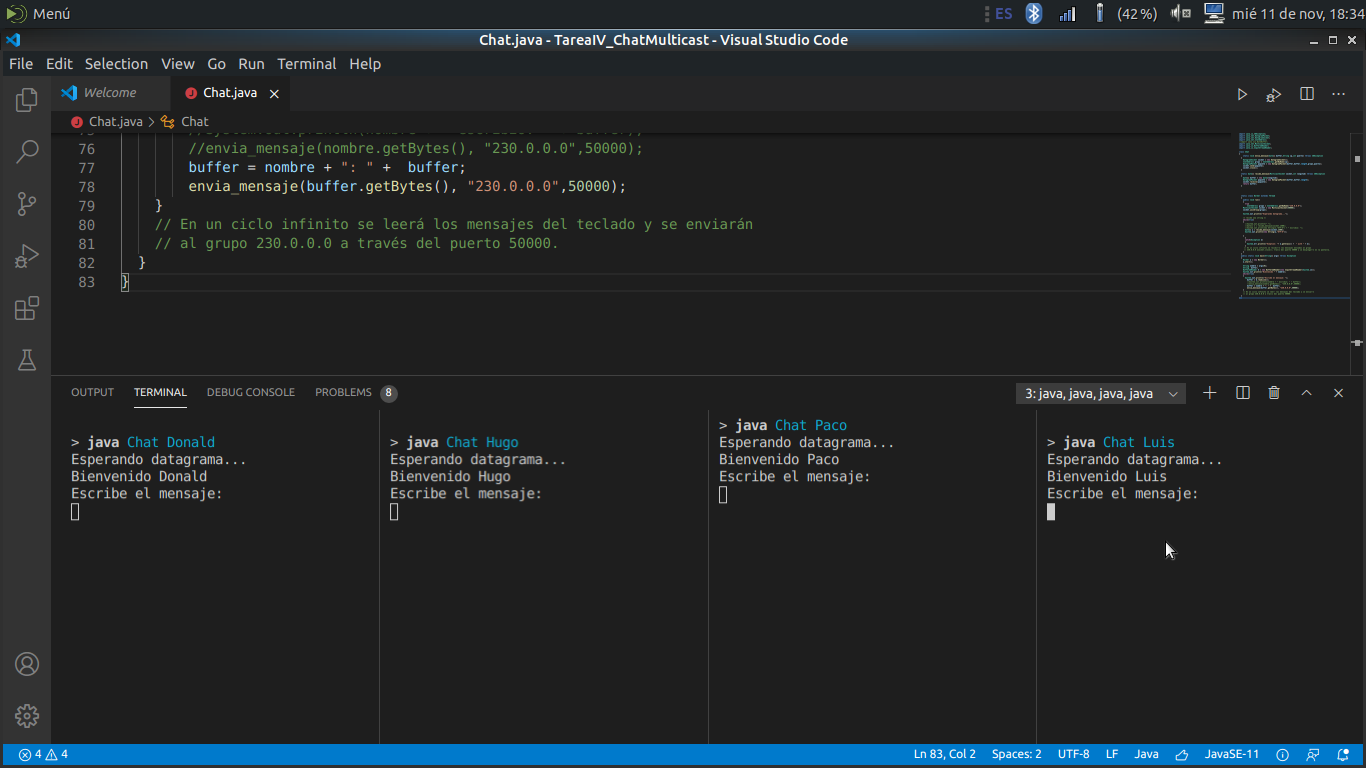 Menú ES (42%) mié 11 de nov, 18:34
Chat.java - TareaIV_ChatMulticast - Visual Studio Code
File Edit Selection View Go Run Terminal Help
Welcome Chat.java
Chat.java > Chat
76 //envia_mensaje(nombre.getBytes(), "230.0.0.0",50000);
77 buffer = nombre + ": " +  buffer;
78 envia_mensaje(buffer.getBytes(), "230.0.0.0",50000);
79 }
80 // En un ciclo infinito se leerá los mensajes del teclado y se enviarán
81 // al grupo 230.0.0.0 a través del puerto 50000.
82 }
83 }
OUTPUT TERMINAL DEBUG CONSOLE PROBLEMS 8 3: java, java, java, java
> java Chat Donald
Esperando datagrama...
Bienvenido Donald
Escribe el mensaje:
> java Chat Hugo
Esperando datagrama...
Bienvenido Hugo
Escribe el mensaje:
> java Chat Paco
Esperando datagrama...
Bienvenido Paco
Escribe el mensaje:
> java Chat Luis
Esperando datagrama...
Bienvenido Luis
Escribe el mensaje:
4 4 Ln 83, Col 2 Spaces: 2 UTF-8 LF Java JavaSE-11